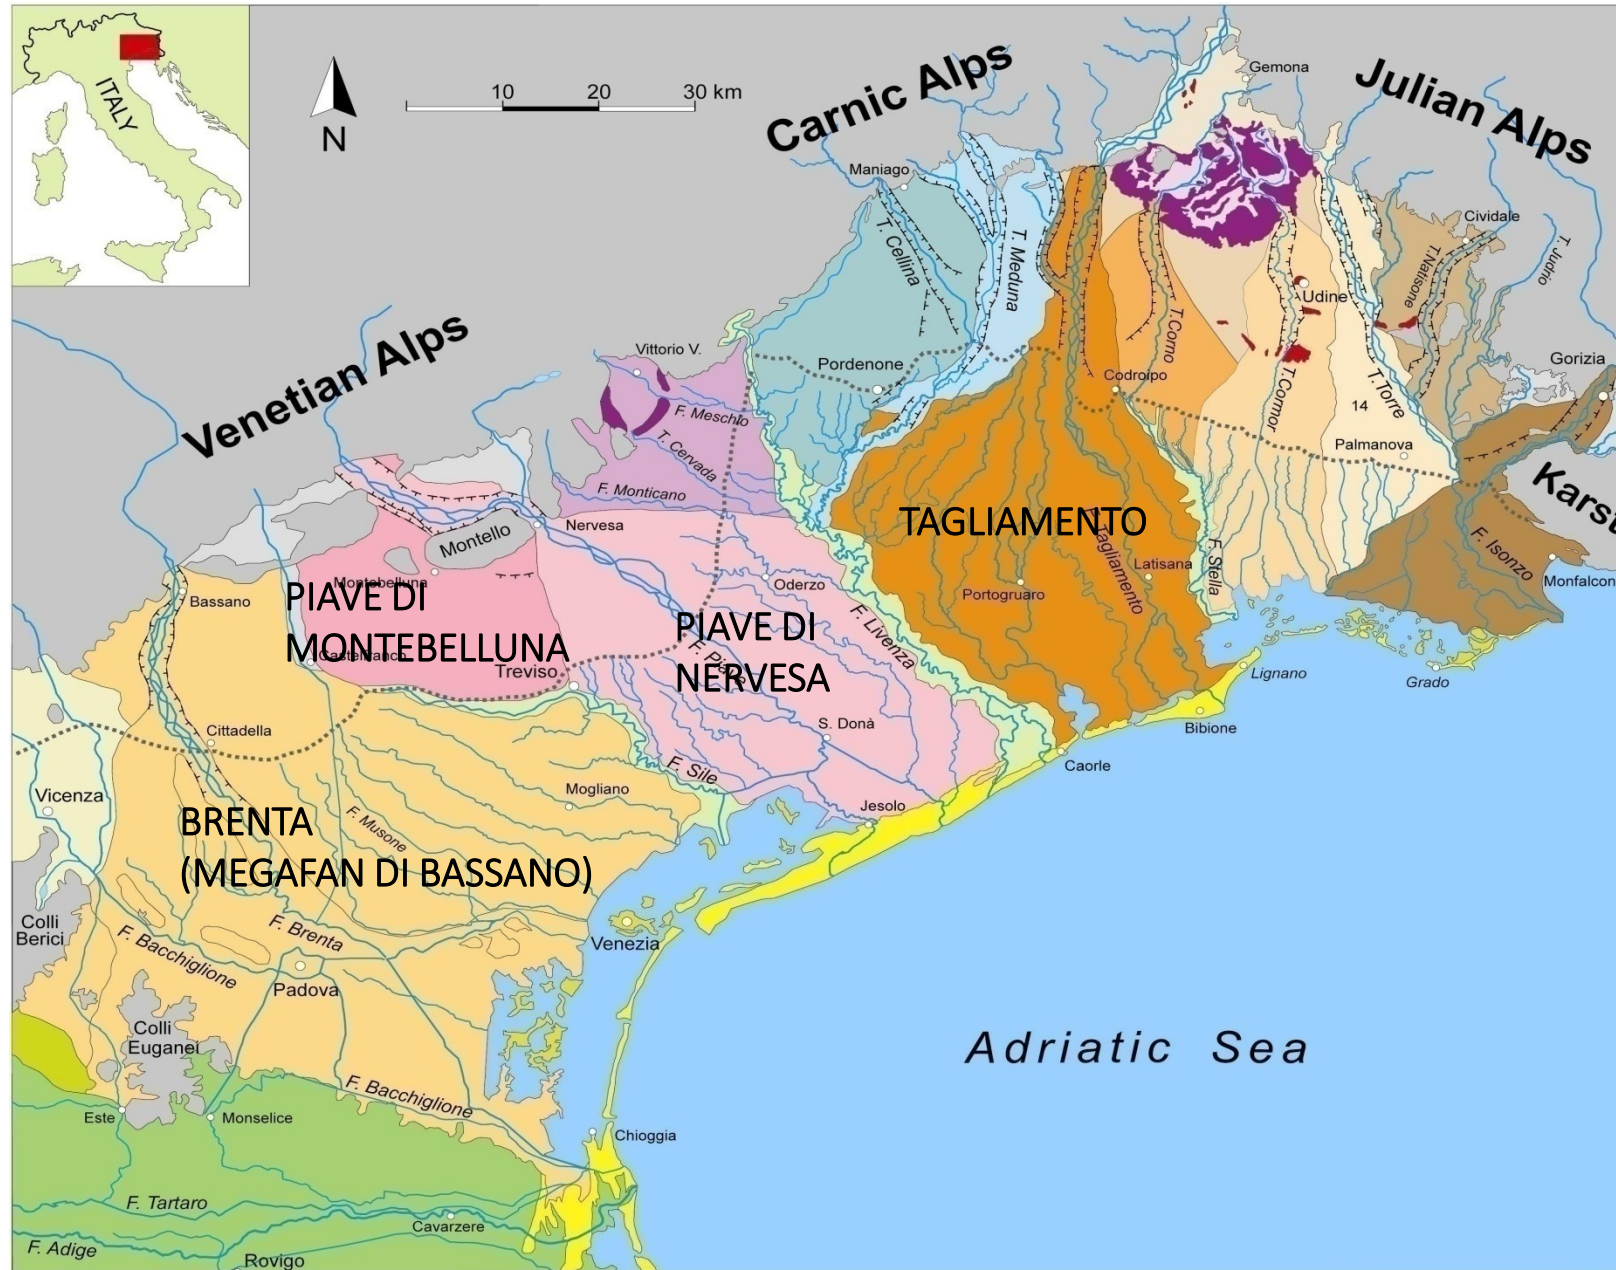 ITALY
N
10 20 30 km
Carnic Alps
Julian Alps
Venetian Alps
Karst
Gemona
Maniago
Cividale
T. Cellina
T. Meduna
T. Natisone
T. Judrio
Udine
T. Corno
T. Cormor
T. Torre
Vittorio V.
Pordenone
Codroipo
Gorizia
14
F. Meschio
T. Cervada
F. Monticano
Palmanova
Nervesa
Montello
TAGLIAMENTO
F. Tagliamento
F. Stella
F. Isonzo
Monfalcon
Latisana
Portogruaro
Oderzo
Montebelluna
Bassano
PIAVE DI
MONTEBELLUNA
Castelfranco
Treviso
PIAVE DI
NERVESA
F. Piave
F. Livenza
Lignano
Grado
Bibione
Caorle
S. Donà
Jesolo
F. Sile
Cittadella
Mogliano
Vicenza
BRENTA
(MEGAFAN DI BASSANO)
F. Musone
Colli
Berici
F. Bacchiglione
F. Brenta
Venezia
Padova
Colli
Euganei
Adriatic Sea
F. Bacchiglione
Este
Monselice
Chioggia
F. Tartaro
Cavarzere
F. Adige
Rovigo